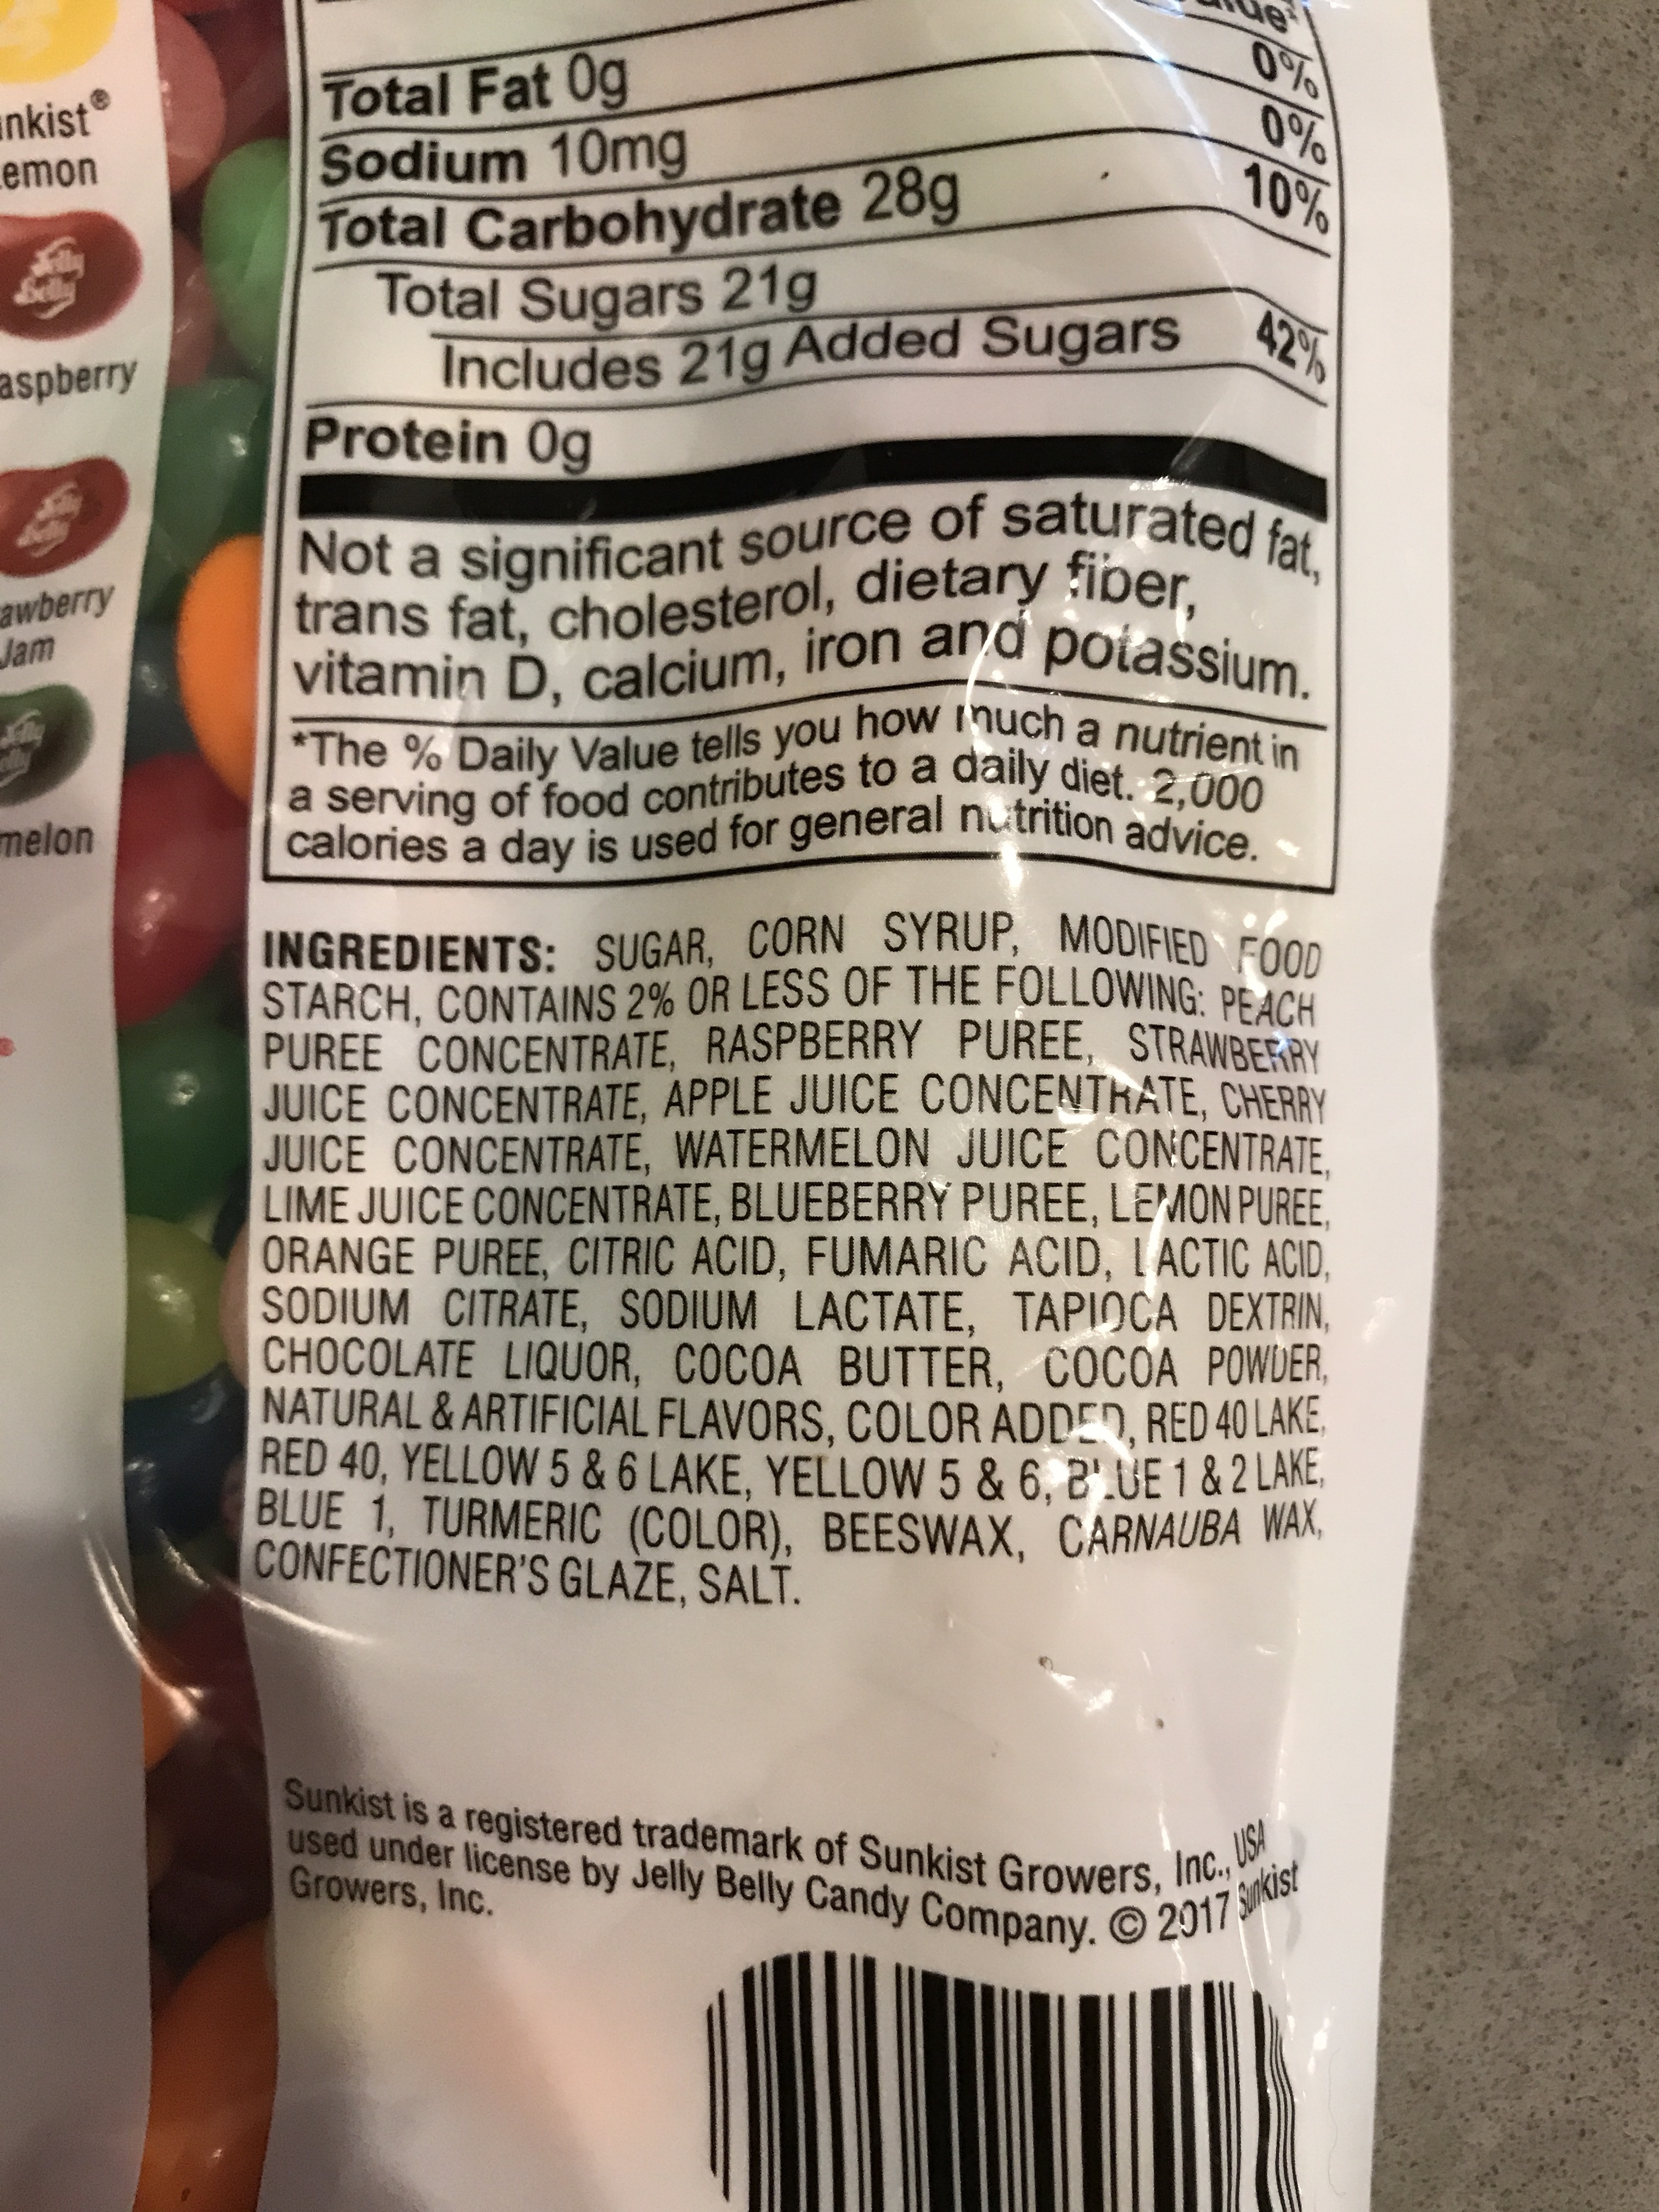 Total Fat 0g 0%
Sodium 10mg 0%
Total Carbohydrate 28g 10%
Total Sugars 21g
Includes 21g Added Sugars 42%
Protein 0g
Not a significant source of saturated fat,
trans fat, cholesterol, dietary fiber,
vitamin D, calcium, iron and potassium.
*The % Daily Value tells you how much a nutrient in
a serving of food contributes to a daily diet. 2,000
calories a day is used for general nutrition advice.
INGREDIENTS: SUGAR, CORN SYRUP, MODIFIED FOOD
STARCH, CONTAINS 2% OR LESS OF THE FOLLOWING: PEACH
PUREE CONCENTRATE, RASPBERRY PUREE, STRAWBERRY
JUICE CONCENTRATE, APPLE JUICE CONCENTRATE, CHERRY
JUICE CONCENTRATE, WATERMELON JUICE CONCENTRATE,
LIME JUICE CONCENTRATE, BLUEBERRY PUREE, LEMON PUREE,
ORANGE PUREE, CITRIC ACID, FUMARIC ACID, LACTIC ACID,
SODIUM CITRATE, SODIUM LACTATE, TAPIOCA DEXTRIN,
CHOCOLATE LIQUOR, COCOA BUTTER, COCOA POWDER,
NATURAL & ARTIFICIAL FLAVORS, COLOR ADDED, RED 40 LAKE,
RED 40, YELLOW 5 & 6 LAKE, YELLOW 5 & 6, BLUE 1 & 2 LAKE,
BLUE 1, TURMERIC (COLOR), BEESWAX, CARNAUBA WAX,
CONFECTIONER'S GLAZE, SALT.
Sunkist is a registered trademark of Sunkist Growers, Inc., USA
used under license by Jelly Belly Candy Company. © 2017 Sunkist
Growers, Inc.
nkist®
emon
Jelly
Belly
aspberry
Jelly
Belly
awberry
Jam
melon